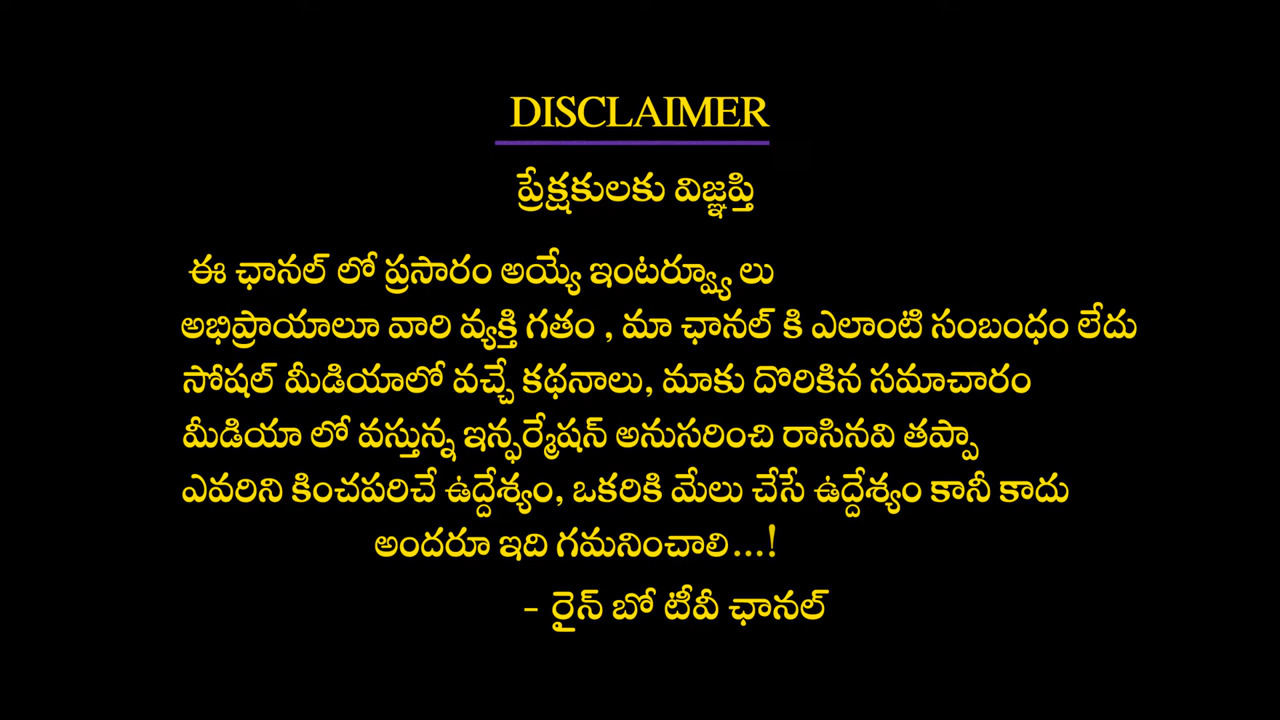 DISCLAIMER
ప్రేక్షకులకు విజ్ఞప్తి
ఈ ఛానల్ లో ప్రసారం అయ్యే ఇంటర్వ్యూ లు
అభిప్రాయాలూ వారి వ్యక్తి గతం , మా ఛానల్ కి ఎలాంటి సంబంధం లేదు
సోషల్ మీడియాలో వచ్చే కథనాలు, మాకు దొరికిన సమాచారం
మీడియా లో వస్తున్న ఇన్ఫర్మేషన్ అనుసరించి రాసినవి తప్పా
ఎవరిని కించపరిచే ఉద్దేశ్యం, ఒకరికి మేలు చేసే ఉద్దేశ్యం కానీ కాదు
అందరూ ఇది గమనించాలి...!
- రైన్ బో టీవీ ఛానల్